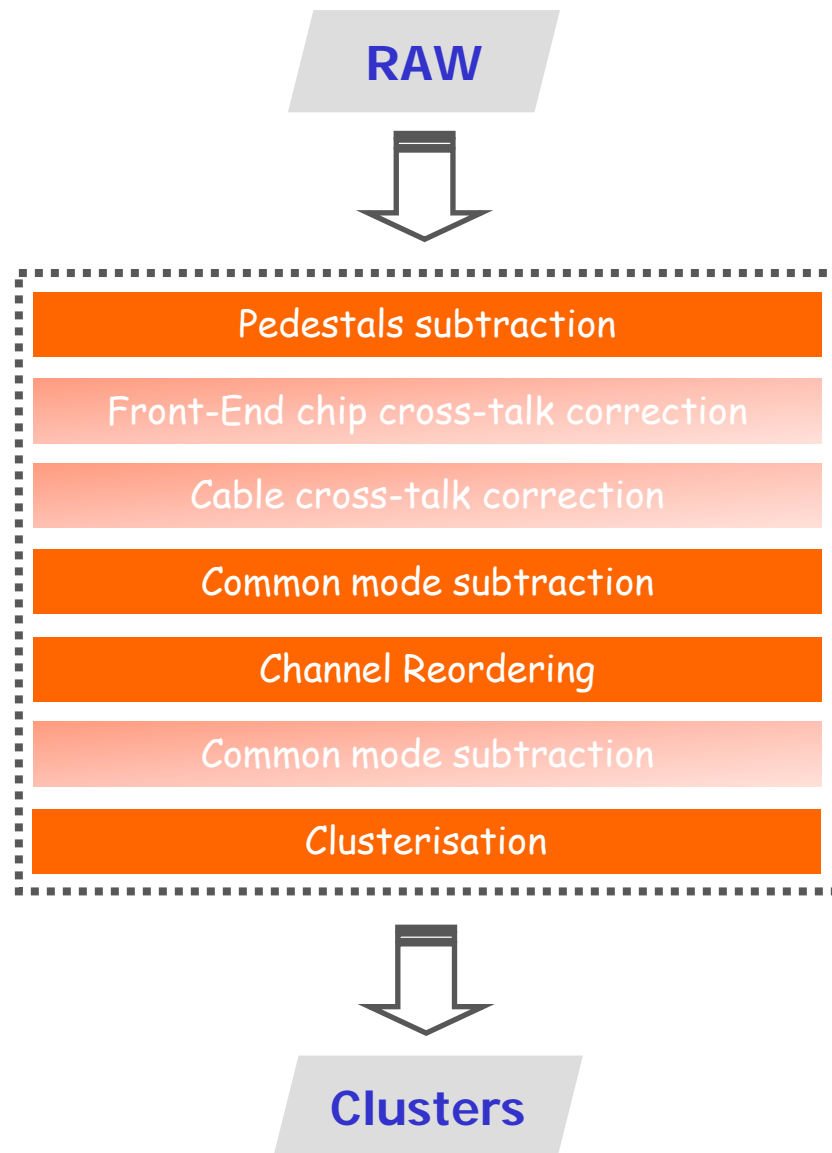 RAW
Pedestals subtraction
Front-End chip cross-talk correction
Cable cross-talk correction
Common mode subtraction
Channel Reordering
Common mode subtraction
Clusterisation
Clusters